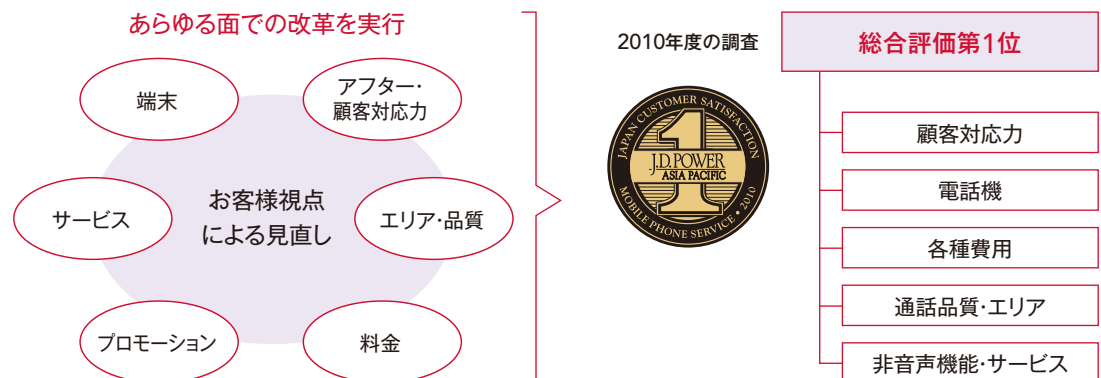 あらゆる面での改革を実行
端末
アフター・
顧客対応力
サービス
お客様視点
による見直し
エリア・品質
プロモーション
料金
2010年度の調査
JAPAN CUSTOMER SATISFACTION
1
J.D.POWER
ASIA PACIFIC
MOBILE PHONE SERVICE • 2010
総合評価第1位
顧客対応力
電話機
各種費用
通話品質・エリア
非音声機能・サービス